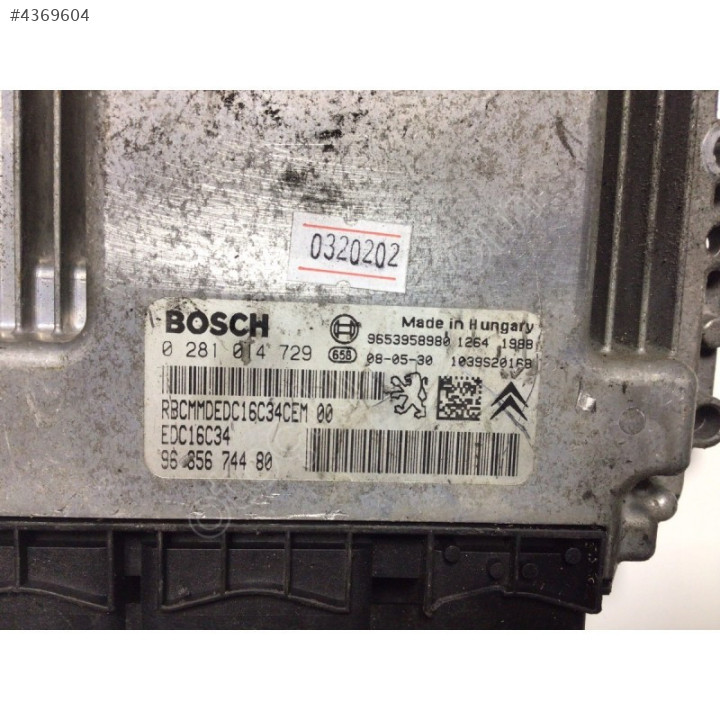 #4369604
0320202
BOSCH
Made in Hungary
9653958980 1264 1988
0 281 014 729
658 08-05-30 1039S20168
RBCMMDEDC16C34CEM 00
EDC16C34
96 856 744 80